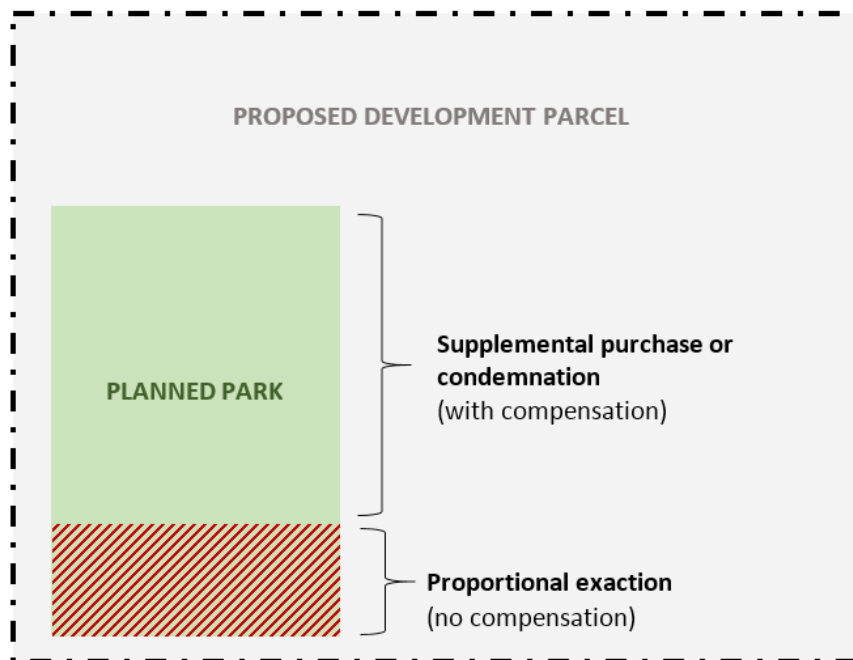 PROPOSED DEVELOPMENT PARCEL
Supplemental purchase or
condemnation
(with compensation)
PLANNED PARK
Proportional exaction
(no compensation)